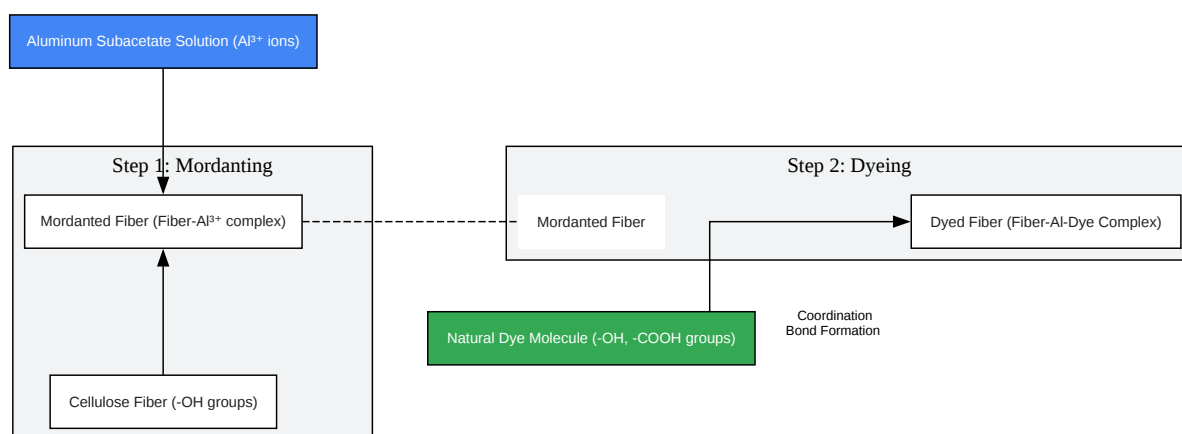 Aluminum Subacetate Solution (Al³⁺ ions)
Step 1: Mordanting
Step 2: Dyeing
Mordanted Fiber (Fiber-Al³⁺ complex)
Mordanted Fiber
Dyed Fiber (Fiber-Al-Dye Complex)
Natural Dye Molecule (-OH, -COOH groups)
Coordination
Bond Formation
Cellulose Fiber (-OH groups)